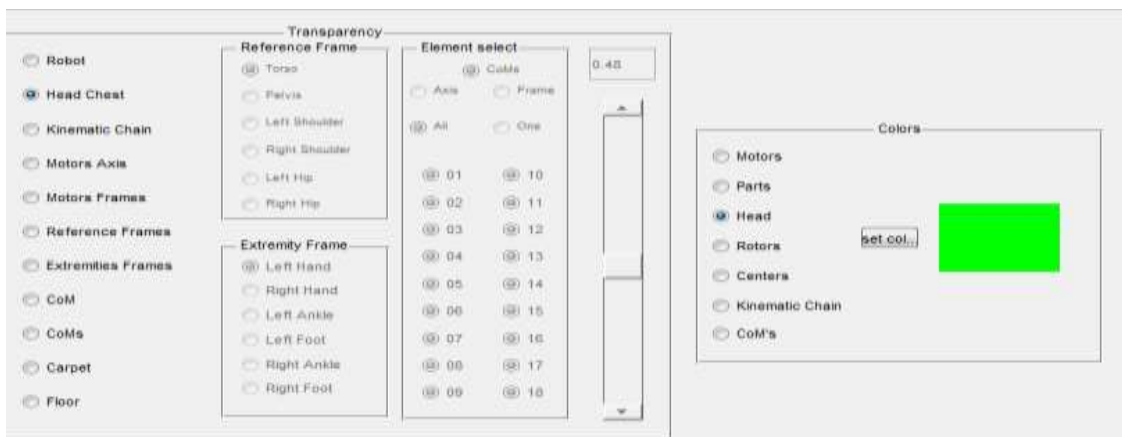 Transparency
Robot
Head Chest
Kinematic Chain
Motors Axis
Motors Frames
Reference Frames
Extremities Frames
CoM
CoMs
Carpet
Floor
Reference Frame
Torso
Pelvis
Left Shoulder
Right Shoulder
Left Hip
Right Hip
Extremity Frame
Left Hand
Right Hand
Left Ankle
Left Foot
Right Ankle
Right Foot
Element select
CoMs
Axis Frame
All One
01 10
02 11
03 12
04 13
05 14
06 15
07 16
08 17
09 18
0.48
Colors
Motors
Parts
Head
Rotors
Centers
Kinematic Chain
CoM's
set col...